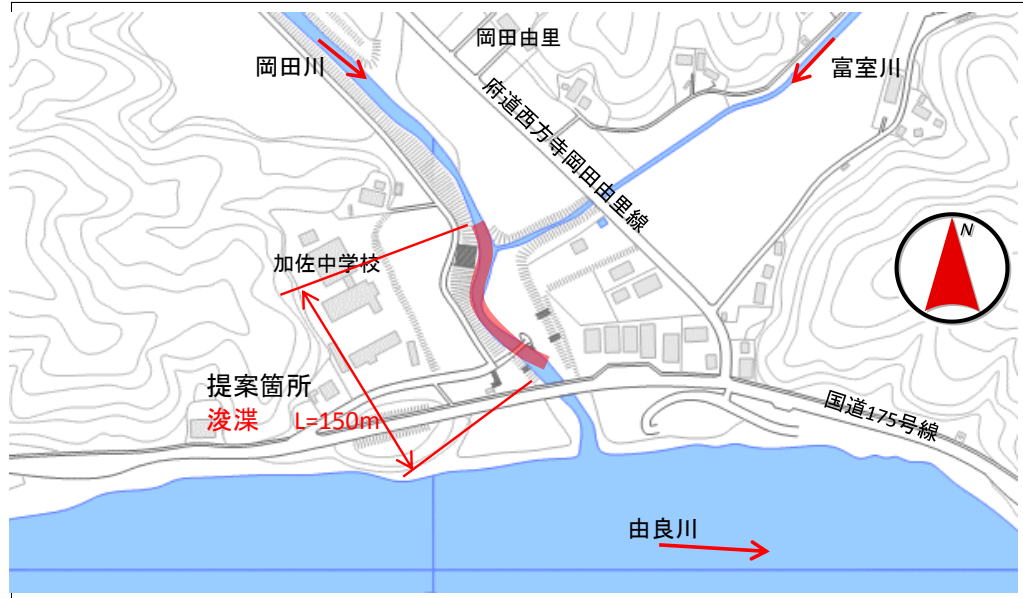 岡田由里
岡田川
富室川
府道西方寺岡田由里線
N
加佐中学校
提案箇所
浚渫 L=150m
国道175号線
由良川